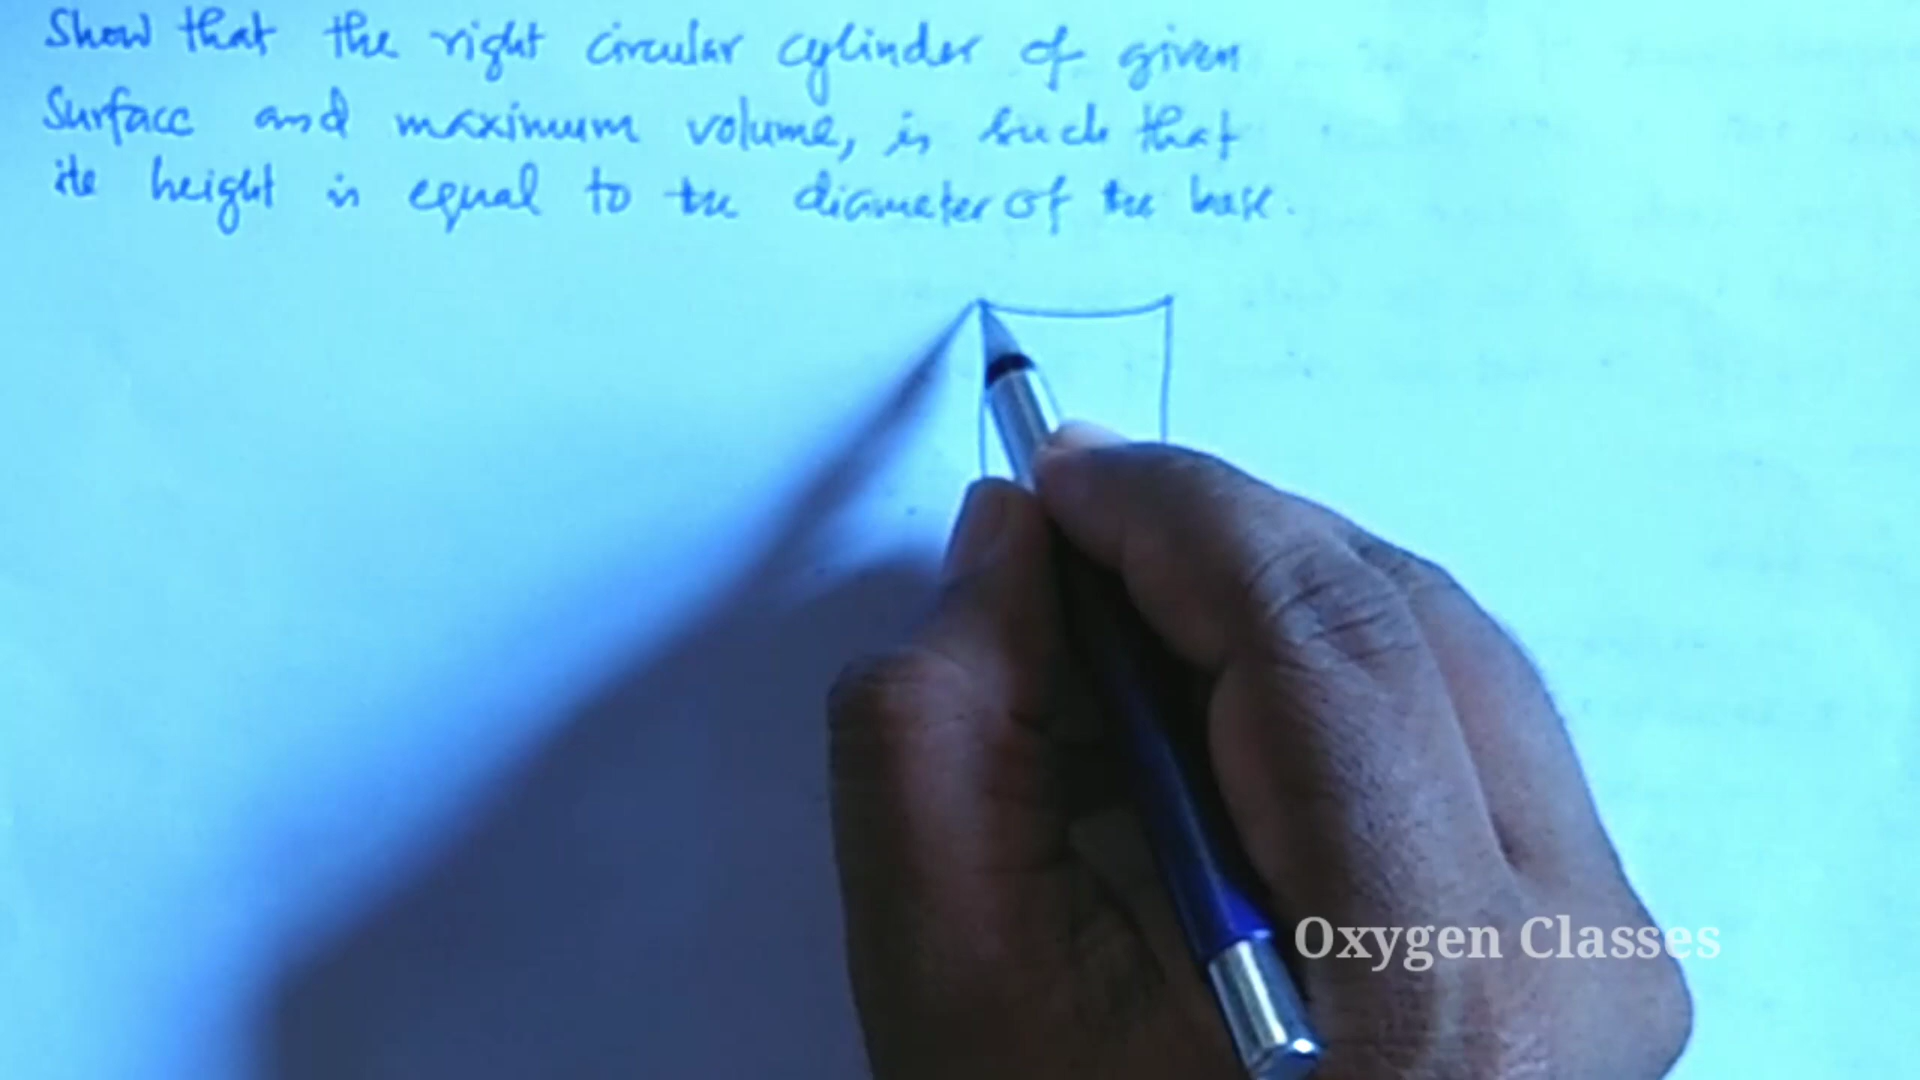 Show that the right circular cylinder of given
Surface and maximum volume, is such that
its height is equal to the diameter of the base.
Oxygen Classes